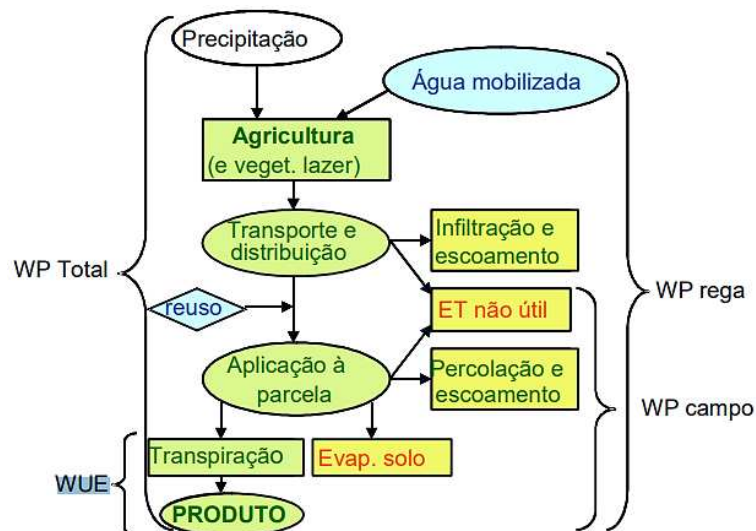 Precipitação
Água mobilizada
Agricultura
(e veget. lazer)
Transporte e
distribuição
Infiltração e
escoamento
WP Total
WP rega
reuso
ET não útil
Aplicação à
parcela
Percolação e
escoamento
WP campo
Transpiração
Evap. solo
WUE
PRODUTO